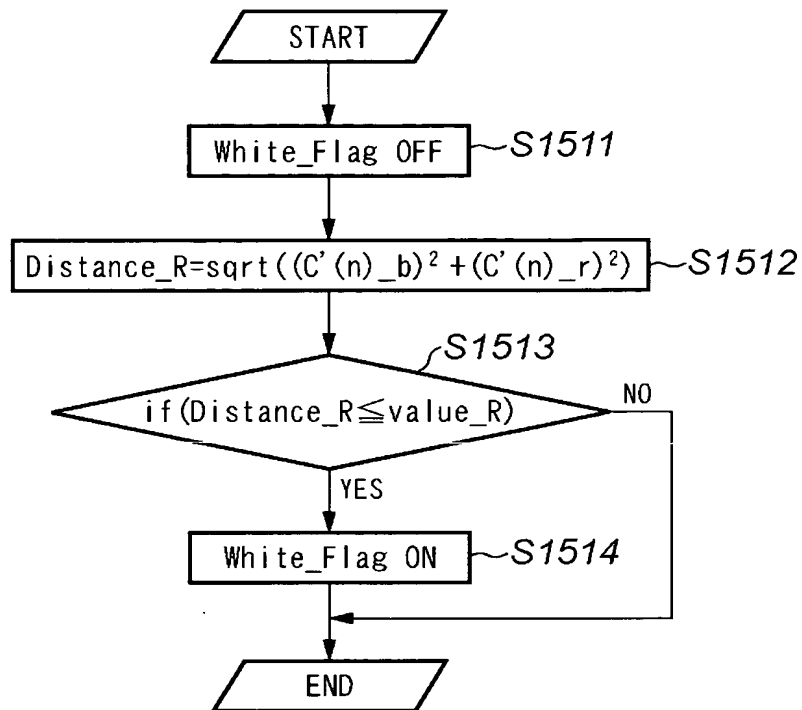 START
White_Flag OFF
S1511
Distance_R=sqrt((C'(n)_b)²+(C'(n)_r)²)
S1512
S1513
if(Distance_R≦value_R)
NO
YES
White_Flag ON
S1514
END